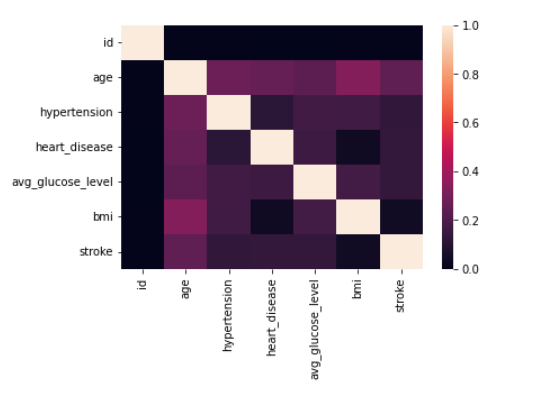 id
age
hypertension
heart_disease
avg_glucose_level
bmi
stroke
id
age
hypertension
heart_disease
avg_glucose_level
bmi
stroke
1.0
0.8
0.6
0.4
0.2
0.0